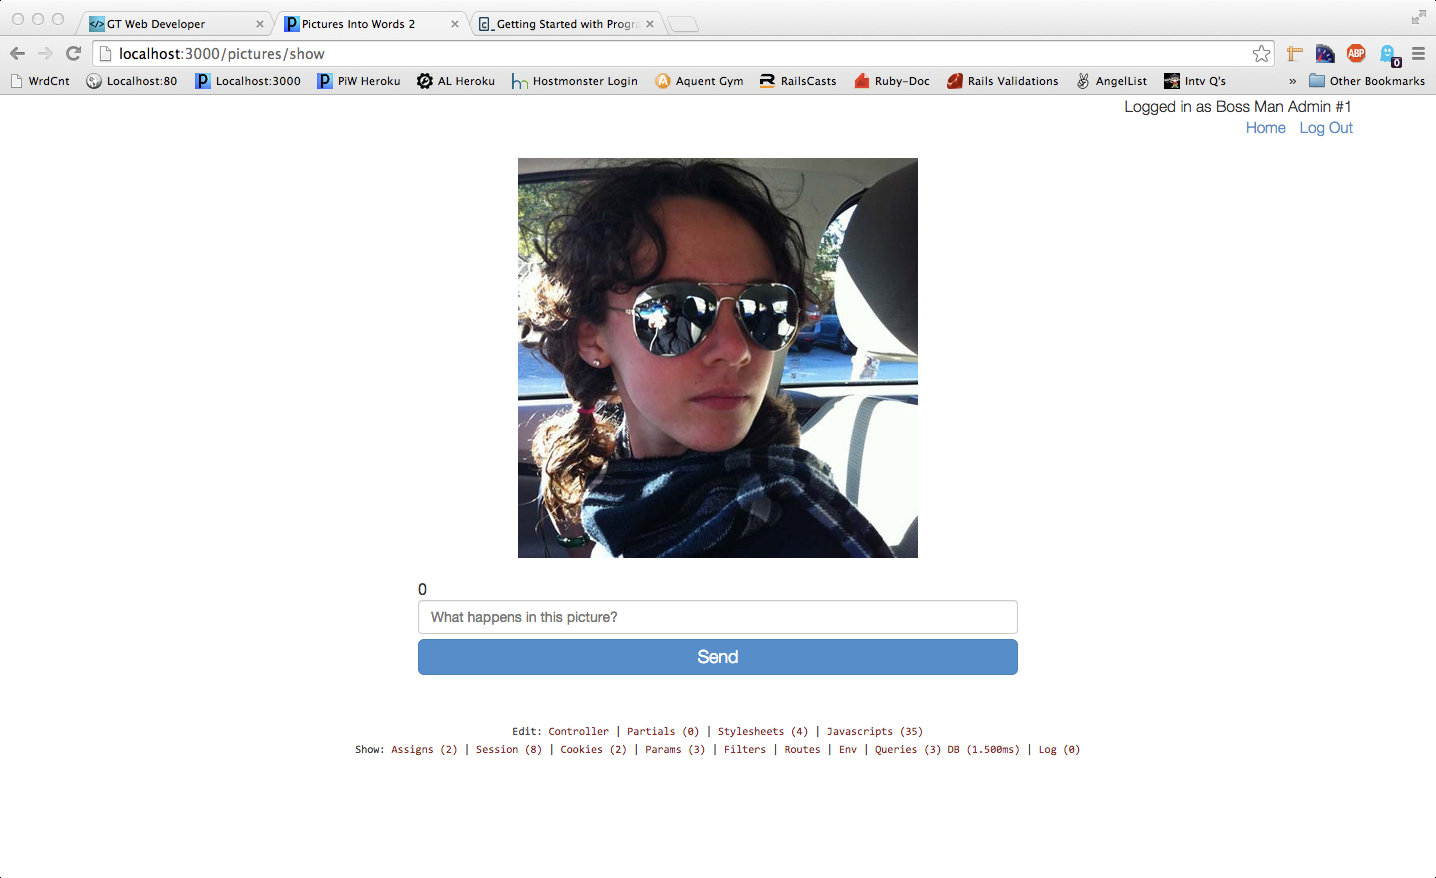 GT Web Developer
Pictures Into Words 2
Getting Started with Progra
localhost:3000/pictures/show
ABP
0
WrdCnt
Localhost:80
Localhost:3000
PiW Heroku
AL Heroku
Hostmonster Login
Aquent Gym
RailsCasts
Ruby-Doc
Rails Validations
AngelList
Intv Q's
»
Other Bookmarks
Logged in as Boss Man Admin #1
Home Log Out
0
What happens in this picture?
Send
Edit: Controller | Partials (0) | Stylesheets (4) | Javascripts (35)
Show: Assigns (2) | Session (8) | Cookies (2) | Params (3) | Filters | Routes | Env | Queries (3) DB (1.500ms) | Log (0)